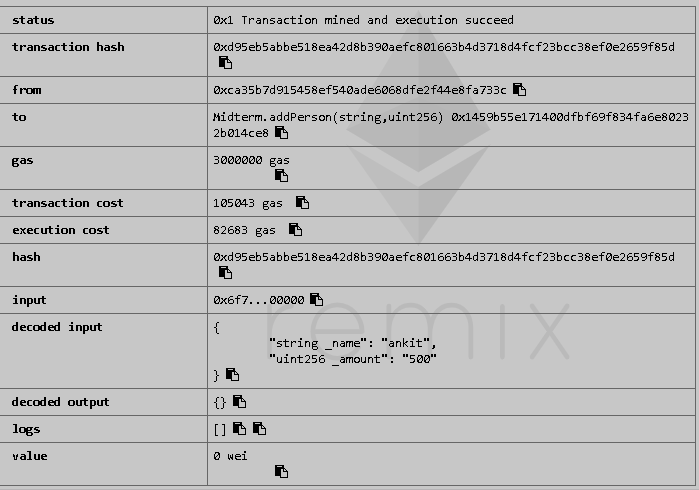 status 0x1 Transaction mined and execution succeed
transaction hash 0xd95eb5abbe518ea42d8b390aefc801663b4d3718d4fcf23bcc38ef0e2659f85d
from 0xca35b7d915458ef540ade6068dfe2f44e8fa733c
to Midterm.addPerson(string,uint256) 0x1459b55e171400dfbf69f834fa6e8023
2b014ce8
gas 3000000 gas
transaction cost 105043 gas
execution cost 82683 gas
hash 0xd95eb5abbe518ea42d8b390aefc801663b4d3718d4fcf23bcc38ef0e2659f85d
input 0x6f7...00000
decoded input {
"string _name": "ankit",
"uint256 _amount": "500"
}
decoded output {}
logs []
value 0 wei
remix